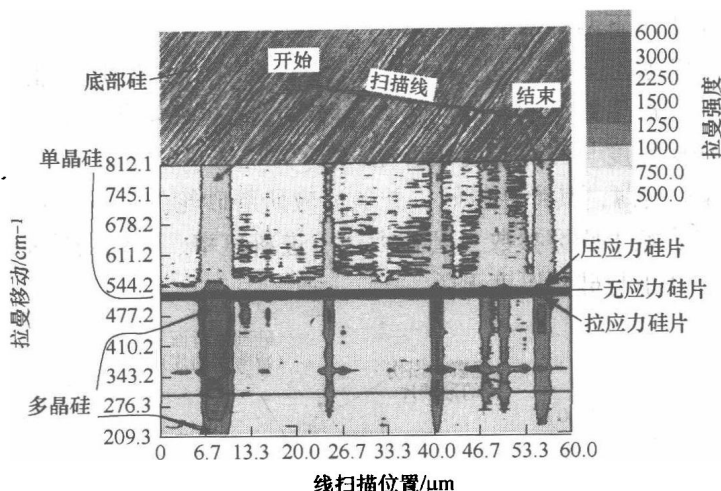 开始
扫描线
结束
底部硅
单晶硅
多晶硅
拉曼移动/cm⁻¹
812.1
745.1
678.2
611.2
544.2
477.2
410.2
343.2
276.3
209.3
0 6.7 13.3 20.0 26.7 33.3 40.0 46.7 53.3 60.0
线扫描位置/μm
压应力硅片
无应力硅片
拉应力硅片
6000
3000
2250
1500
1250
1000
750.0
500.0
拉曼强度